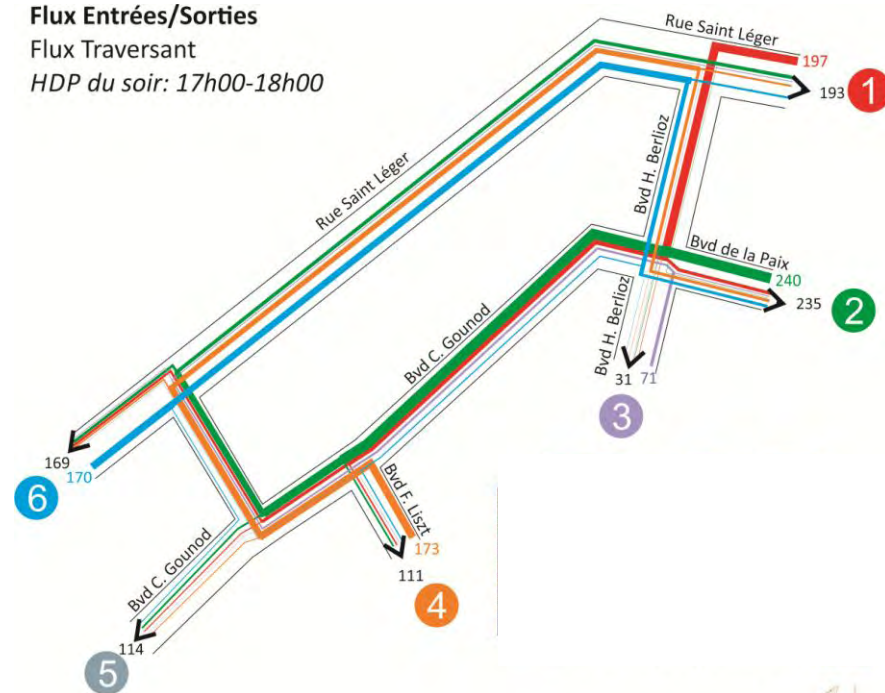 Flux Entrées/Sorties
Flux Traversant
HDP du soir: 17h00-18h00
Rue Saint Léger
197
193
1
Rue Saint Léger
Bvd H. Berlioz
Bvd de la Paix
240
235
2
Bvd C. Gounod
Bvd H. Berlioz
31
71
3
169
170
6
Bvd F. Liszt
173
111
4
Bvd C. Gounod
114
5